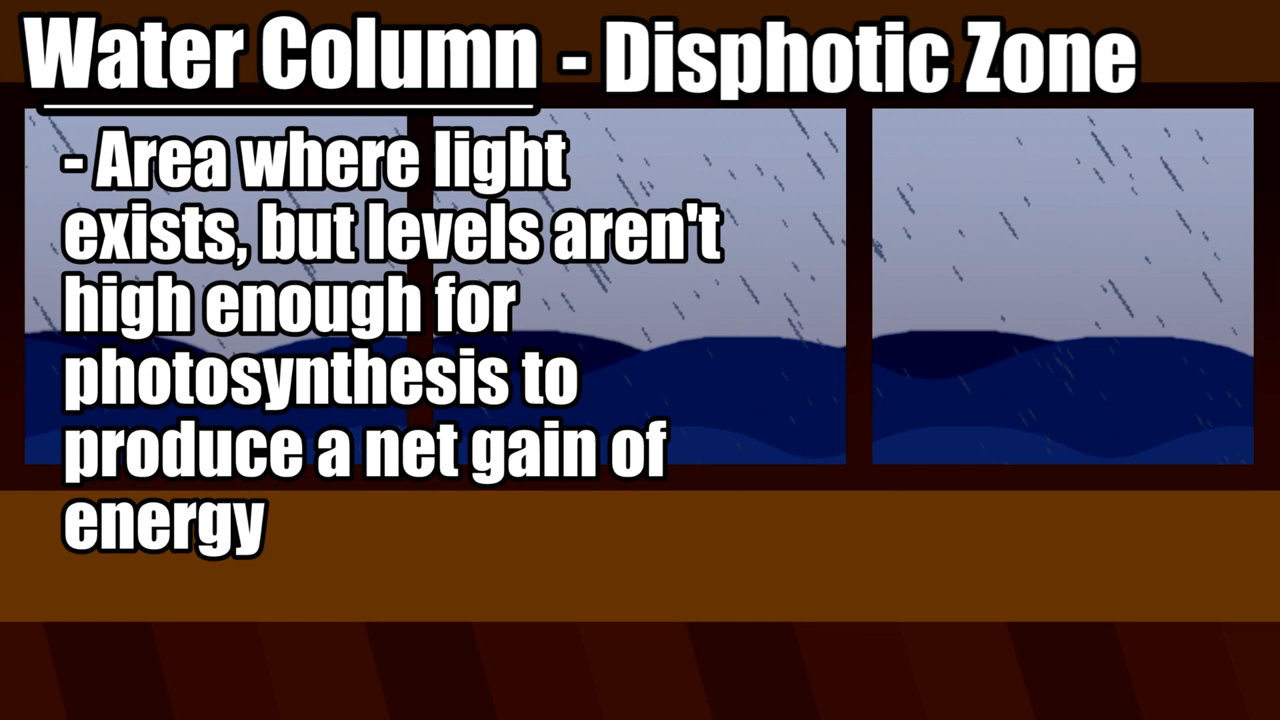 Water Column - Disphotic Zone
- Area where light
exists, but levels aren't
high enough for
photosynthesis to
produce a net gain of
energy